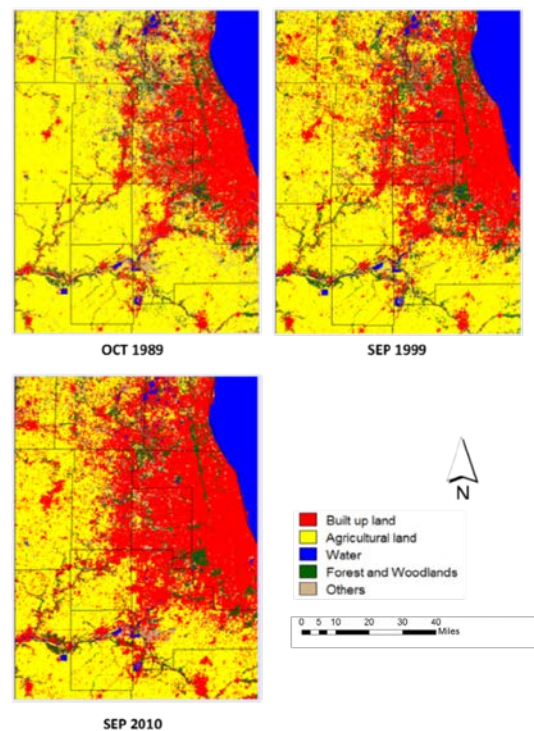 OCT 1989
SEP 1999
SEP 2010
N
Built up land
Agricultural land
Water
Forest and Woodlands
Others
0 5 10 20 30 40
Miles